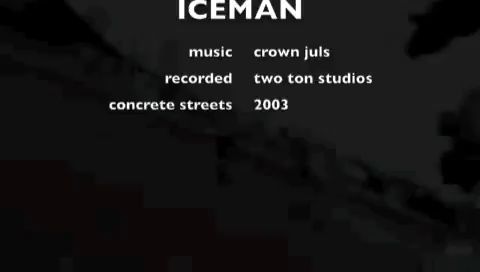 ICEMAN
music crown juls
recorded two ton studios
concrete streets 2003